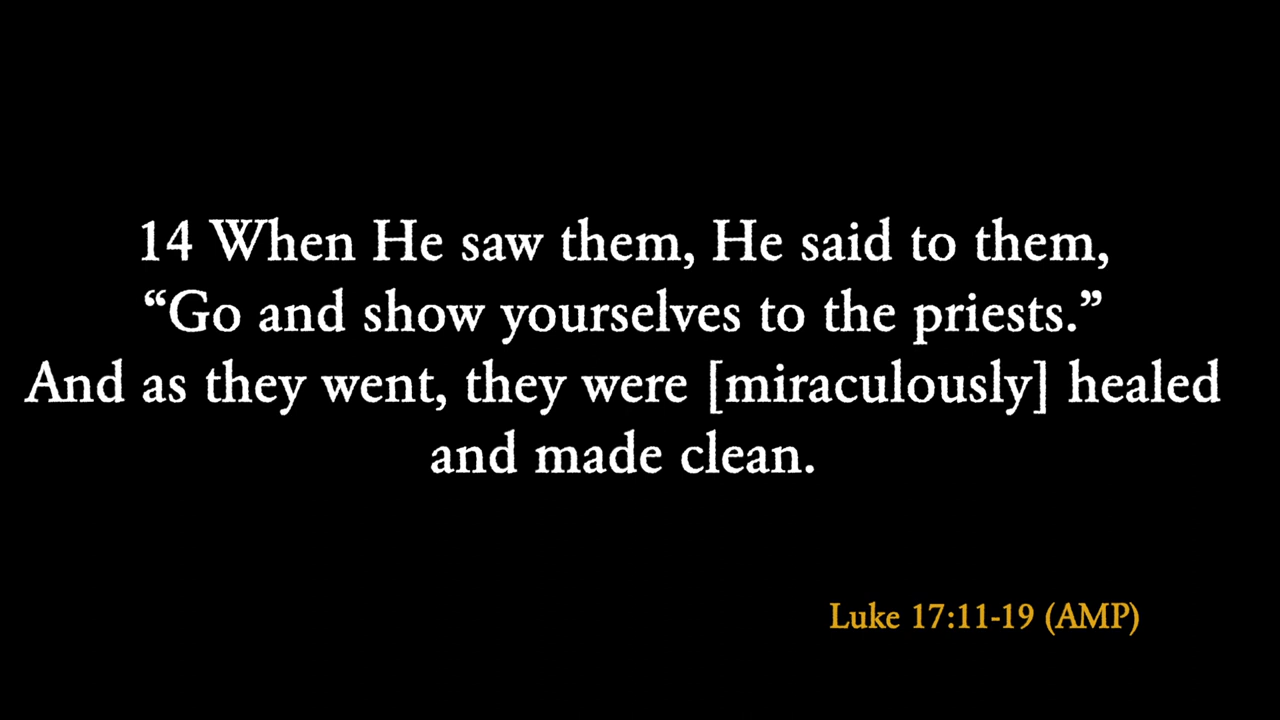 14 When He saw them, He said to them,
“Go and show yourselves to the priests.”
And as they went, they were [miraculously] healed
and made clean.
Luke 17:11-19 (AMP)